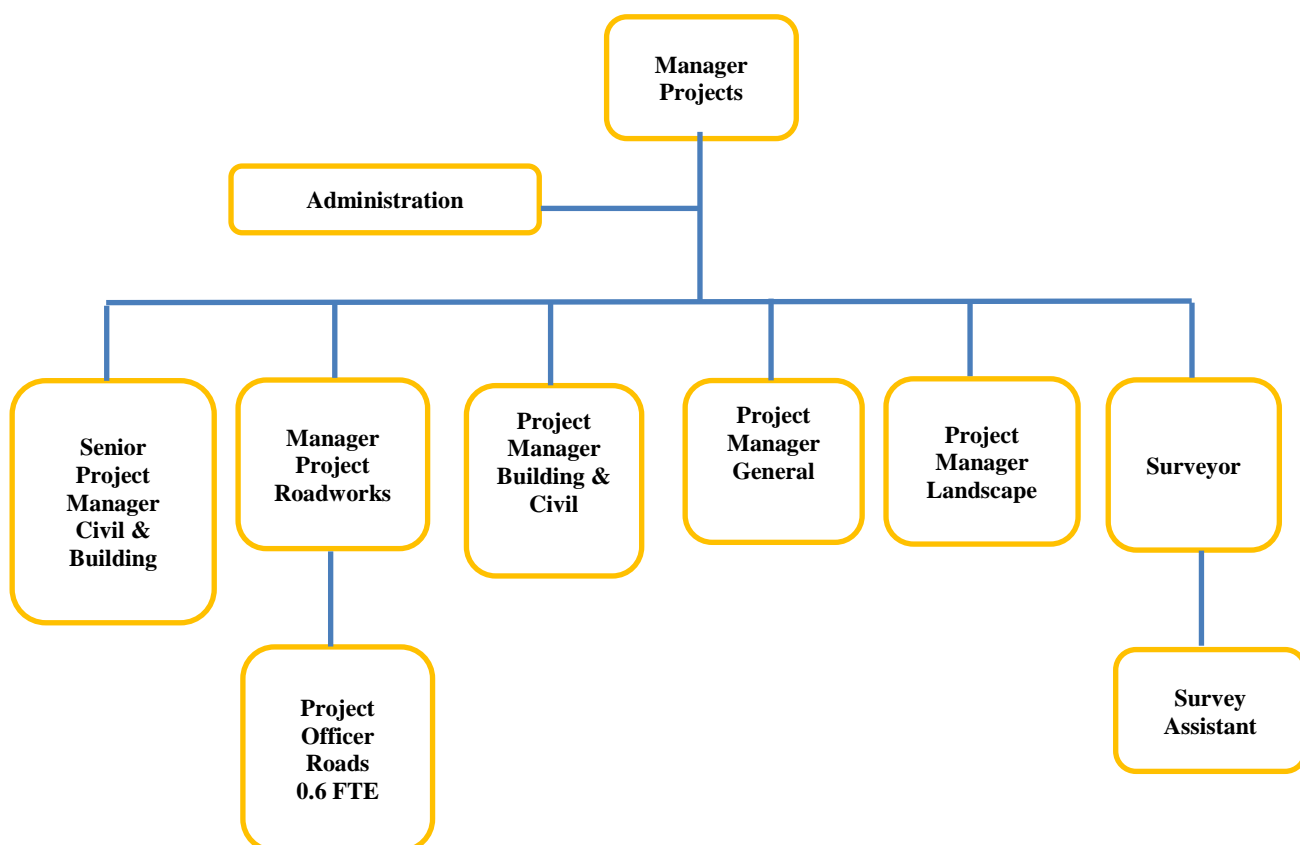 Manager
Projects
Administration
Senior
Project
Manager
Civil &
Building
Manager
Project
Roadworks
Project
Manager
Building &
Civil
Project
Manager
General
Project
Manager
Landscape
Surveyor
Project
Officer
Roads
0.6 FTE
Survey
Assistant